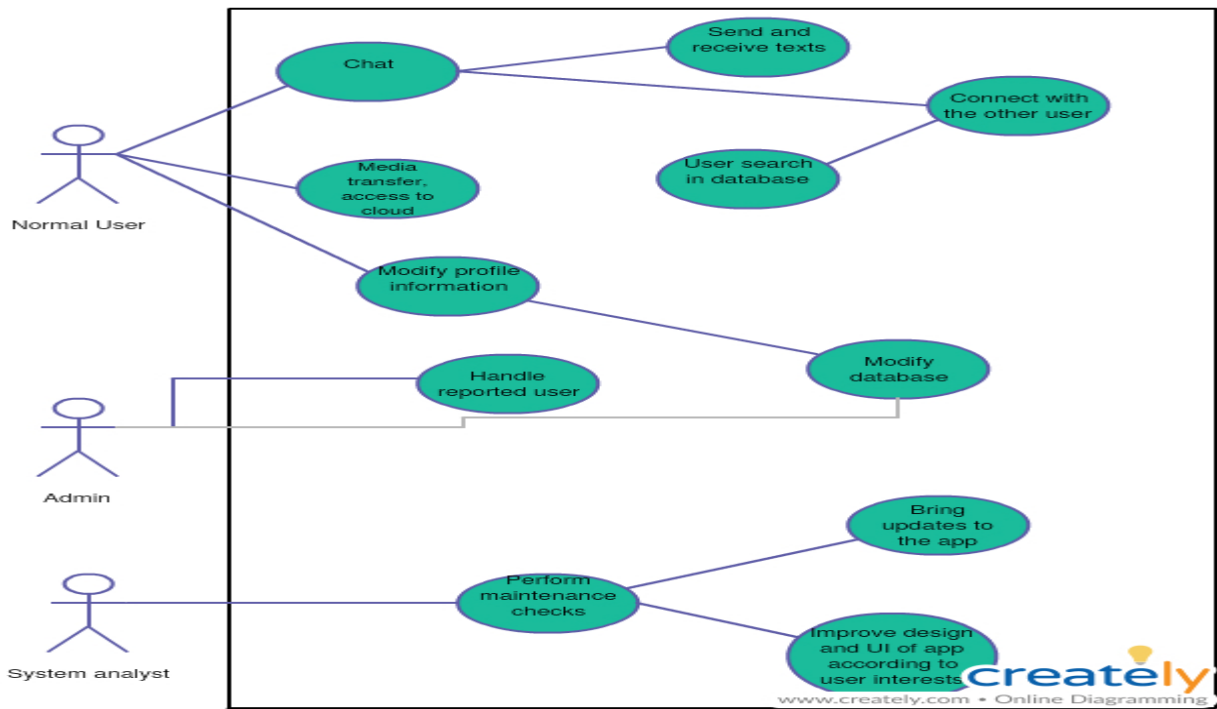 Send and
receive texts
Chat
Connect with
the other user
User search
in database
Media
transfer,
access to
cloud
Normal User
Modify profile
information
Modify
database
Handle
reported user
Admin
Bring
updates to
the app
Perform
maintenance
checks
System analyst
Improve design
and UI of app
according to
user interests
creately
www.creately.com • Online Diagramming